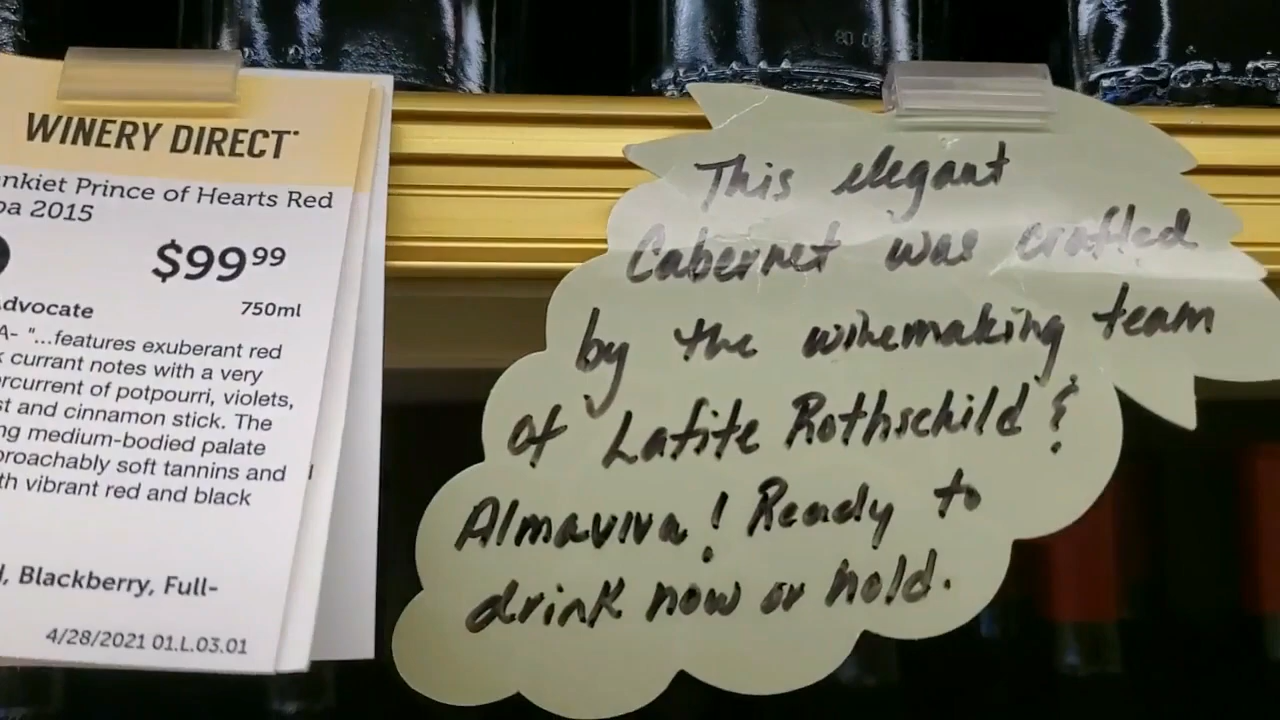 WINERY DIRECT
nkiet Prince of Hearts Red
pa 2015
$99⁹⁹
dvocate
750ml
A- "...features exuberant red
k currant notes with a very
rcurrent of potpourri, violets,
st and cinnamon stick. The
ng medium-bodied palate
proachably soft tannins and
th vibrant red and black
d, Blackberry, Full-
4/28/2021 01.L.03.01
This elegant
Cabernet was crafted
by the winemaking team
of Lafite Rothschild &
Almaviva! Ready to
drink now or hold.